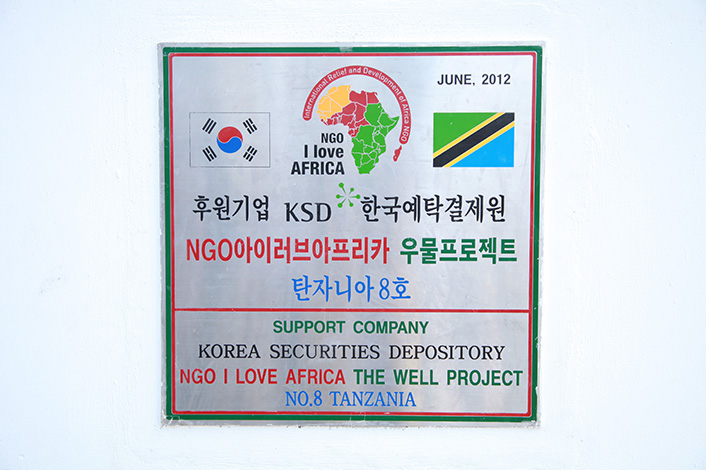 JUNE, 2012
International Relief and Development of Africa NGO
NGO
I love
AFRICA
후원기업 KSD 한국예탁결제원
NGO아이러브아프리카 우물프로젝트
탄자니아 8호
SUPPORT COMPANY
KOREA SECURITIES DEPOSITORY
NGO I LOVE AFRICA THE WELL PROJECT
NO.8 TANZANIA